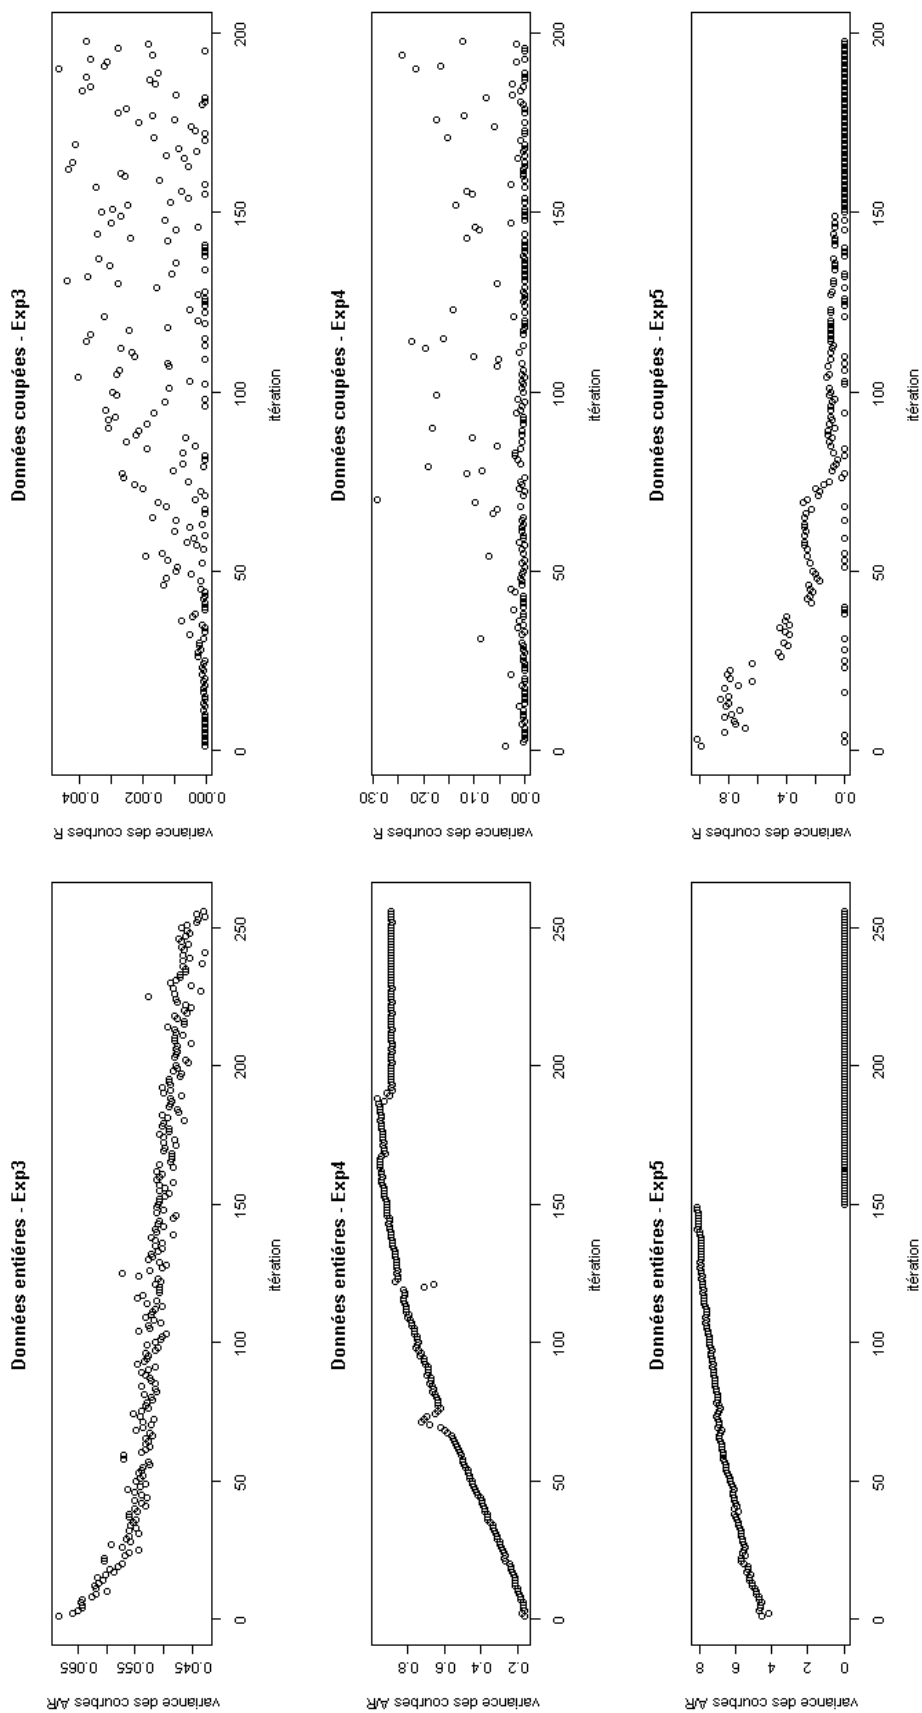 Données entiéres - Exp3
variance des courbes A/R
0.045 0.055 0.065
0 50 100 150 200 250
itération
Données coupées - Exp3
variance des courbes R
0.000 0.002 0.004
0 50 100 150 200
itération
Données entiéres - Exp4
variance des courbes A/R
0.2 0.4 0.6 0.8
0 50 100 150 200 250
itération
Données coupées - Exp4
variance des courbes R
0.00 0.10 0.20 0.30
0 50 100 150 200
itération
Données entiéres - Exp5
variance des courbes A/R
0 2 4 6 8
0 50 100 150 200 250
itération
Données coupées - Exp5
variance des courbes R
0.0 0.4 0.8
0 50 100 150 200
itération